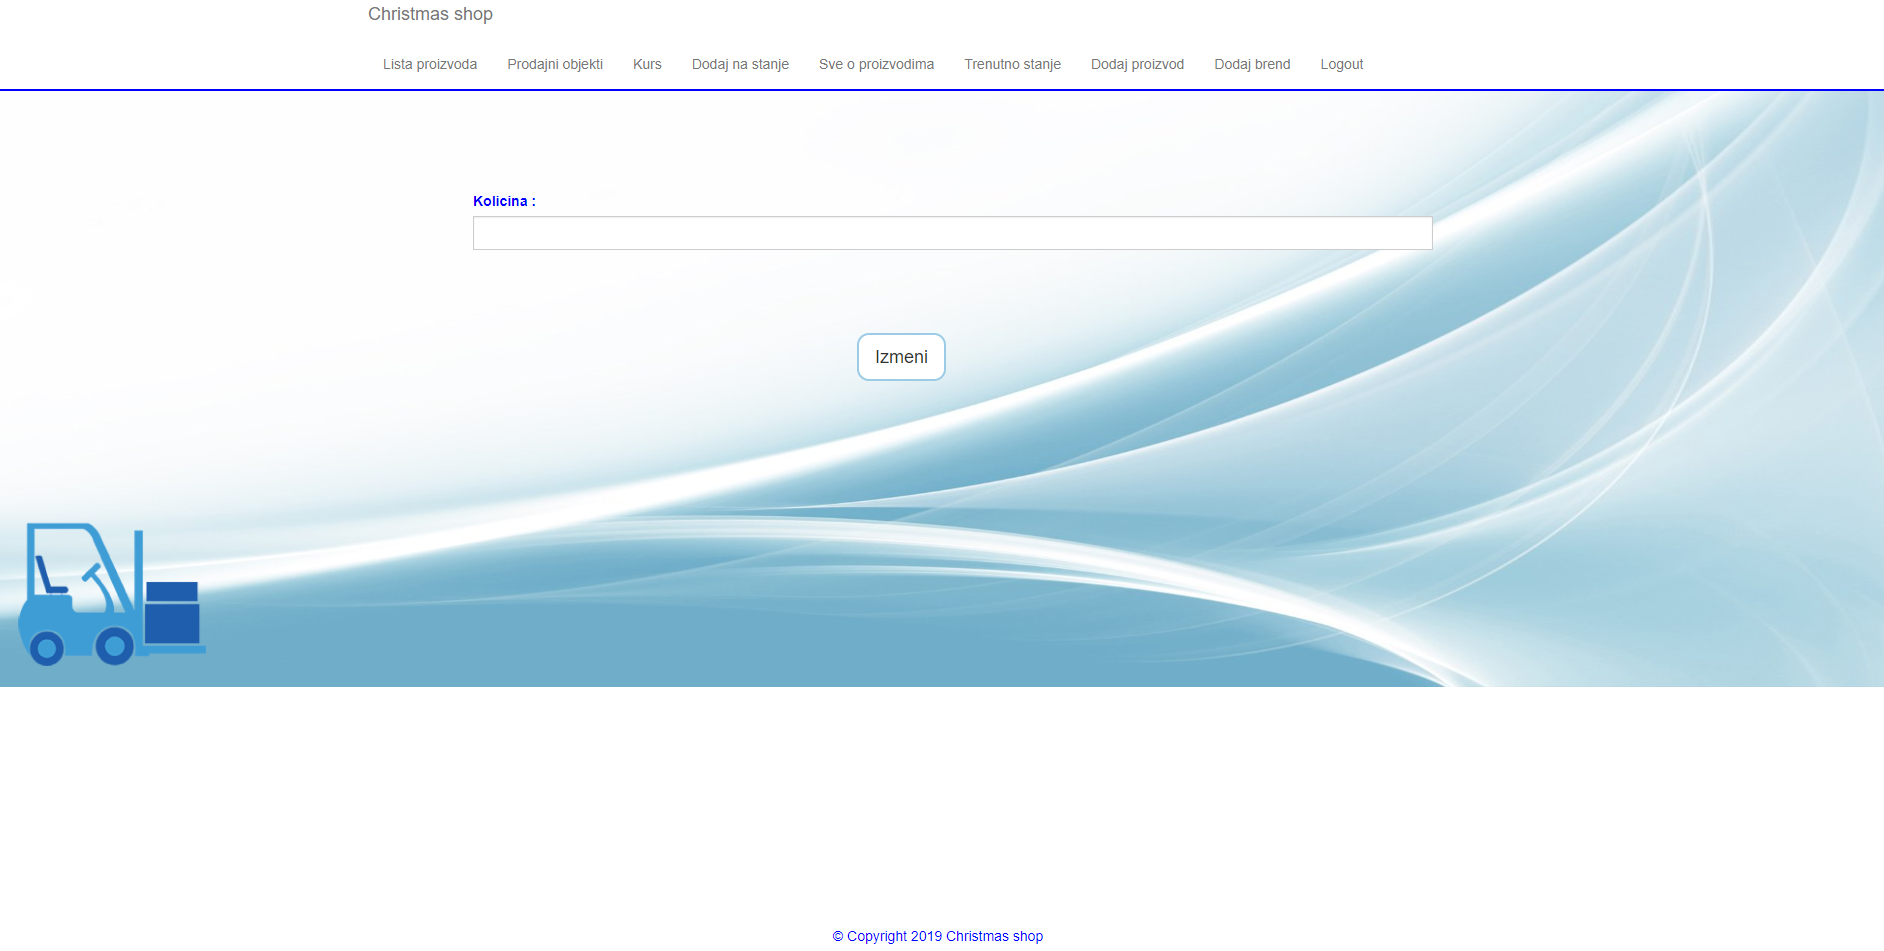 Christmas shop
Lista proizvoda Prodajni objekti Kurs Dodaj na stanje Sve o proizvodima Trenutno stanje Dodaj proizvod Dodaj brend Logout
Kolicina :
Izmeni
© Copyright 2019 Christmas shop